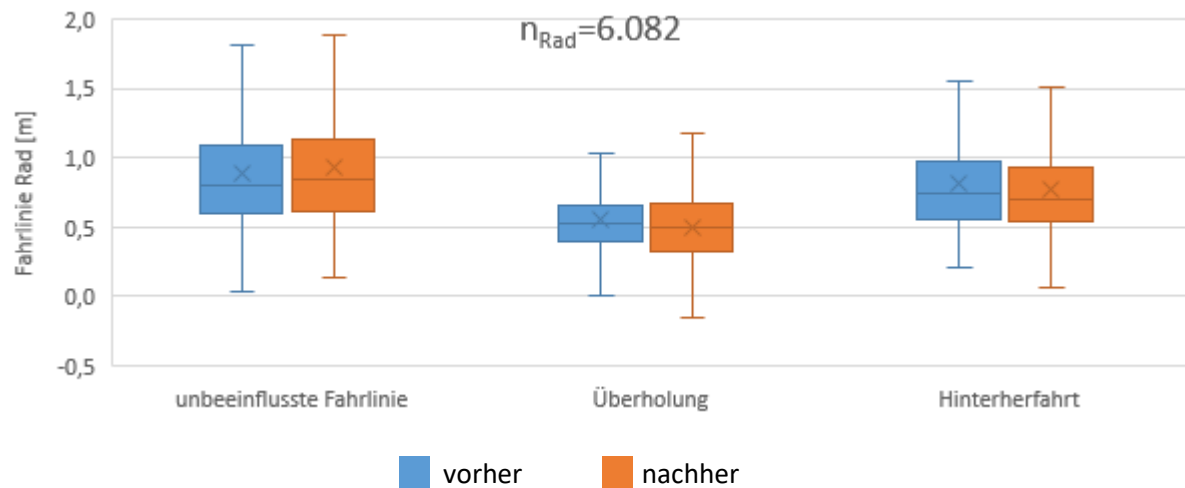 n_Rad=6.082
Fahrlinie Rad [m]
2,0
1,5
1,0
0,5
0,0
-0,5
unbeeinflusste Fahrlinie
Überholung
Hinterherfahrt
vorher
nachher